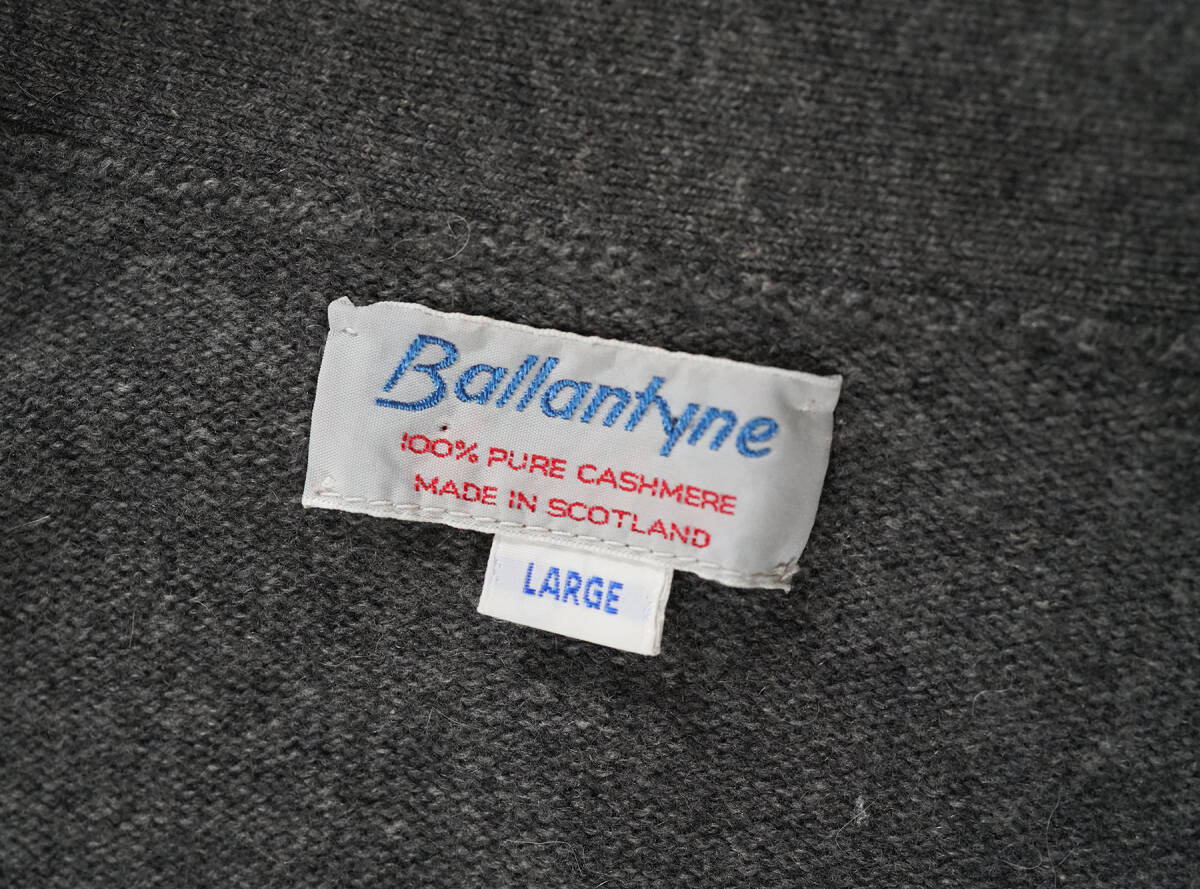 Ballantyne
100% PURE CASHMERE
MADE IN SCOTLAND
LARGE